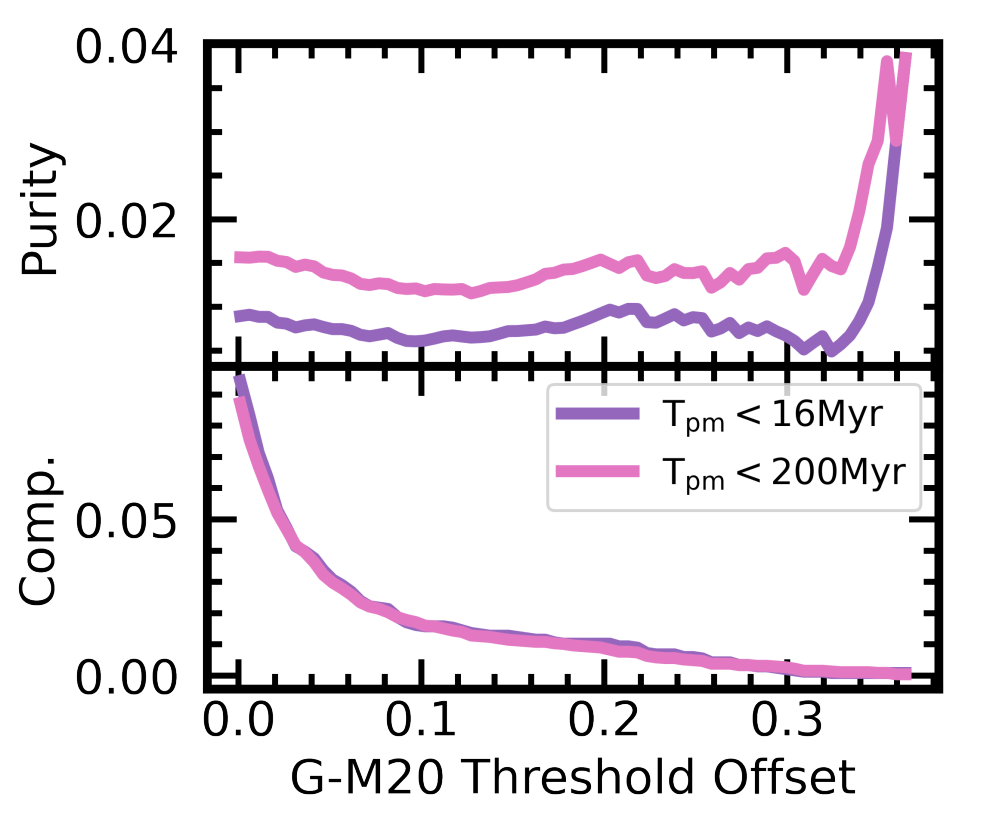 0.04
0.02
Purity
T_pm < 16Myr
T_pm < 200Myr
0.05
0.00
Comp.
0.0 0.1 0.2 0.3
G-M20 Threshold Offset